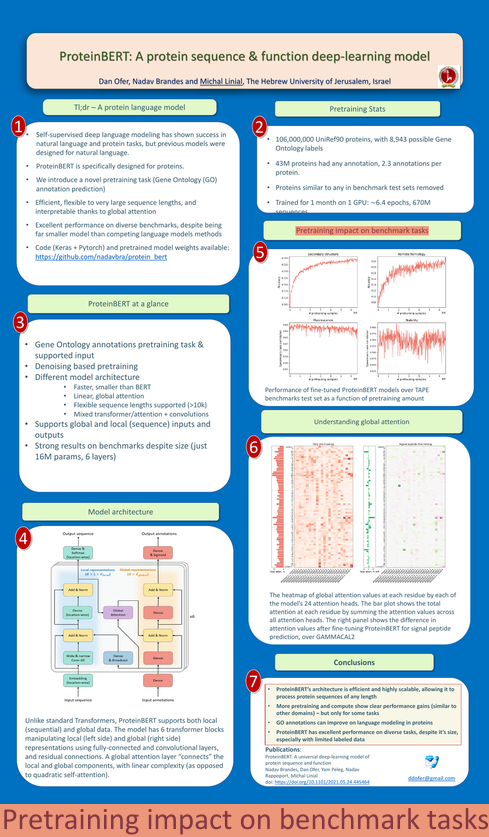 ProteinBERT: A protein sequence & function deep-learning model
Dan Ofer, Nadav Brandes and Michal Linial, The Hebrew University of Jerusalem, Israel
Tl;dr – A protein language model
1
• Self-supervised deep language modeling has shown success in
natural language and protein tasks, but previous models were
designed for natural language.
• ProteinBERT is specifically designed for proteins.
• We introduce a novel pretraining task (Gene Ontology (GO)
annotation prediction)
• Efficient, flexible to very large sequence lengths, and
interpretable thanks to global attention
• Excellent performance on diverse benchmarks, despite being
far smaller model than competing language models methods
• Code (Keras + Pytorch) and pretrained model weights available:
https://github.com/nadavbra/protein_bert
Pretraining Stats
2
• 106,000,000 UniRef90 proteins, with 8,943 possible Gene
Ontology labels
• 43M proteins had any annotation, 2.3 annotations per
protein.
• Proteins similar to any in benchmark test sets removed
• Trained for 1 month on 1 GPU: ~6.4 epochs, 670M
sequences
ProteinBERT at a glance
3
• Gene Ontology annotations pretraining task &
supported input
• Denoising based pretraining
• Different model architecture
• Faster, smaller than BERT
• Linear, global attention
• Flexible sequence lengths supported (>10k)
• Mixed transformer/attention + convolutions
• Supports global and local (sequence) inputs and
outputs
• Strong results on benchmarks despite size (just
16M params, 6 layers)
Model architecture
4
Output sequence
Output annotations
Dense &
Softmax
(location-wise)
Dense
& Sigmoid
Local representations
Global representations
Add & Norm
Add & Norm
Dense
(location-wise)
Global
Attention
Dense
Add & Norm
Add & Norm
Wide & narrow
Conv-1D
Dense
& Broadcast
Dense
Embedding
(location-wise)
Dense
Input sequence
Input annotations
x6
Unlike standard Transformers, ProteinBERT supports both local
(sequential) and global data. The model has 6 transformer blocks
manipulating local (left side) and global (right side)
representations using fully-connected and convolutional layers,
and residual connections. A global attention layer "connects" the
local and global components, with linear complexity (as opposed
to quadratic self-attention).
Pretraining impact on benchmark tasks
5
Secondary structure
Remote homology
Fluorescence
Stability
Performance of fine-tuned ProteinBERT models over TAPE
benchmarks test set as a function of pretraining amount
Understanding global attention
6
The heatmap of global attention values at each residue by each of
the model's 24 attention heads. The bar plot shows the total
attention at each residue by summing the attention values across
all attention heads. The right panel shows the difference in
attention values after fine-tuning ProteinBERT for signal peptide
prediction, over GAMMACAL2
Conclusions
7
• ProteinBERT's architecture is efficient and highly scalable, allowing it to
process protein sequences of any length
• More pretraining and compute show clear performance gains (similar to
other domains) – but only for some tasks
• GO annotations can improve on language modeling in proteins
• ProteinBERT has excellent performance on diverse tasks, despite it's size,
especially with limited labeled data
Publications:
ProteinBERT: A universal deep-learning model of
protein sequence and function
Nadav Brandes, Dan Ofer, Yam Peleg, Nadav
Rappoport, Michal Linial
doi: https://doi.org/10.1101/2021.05.24.445464
ddofer@gmail.com
Pretraining impact on benchmark tasks